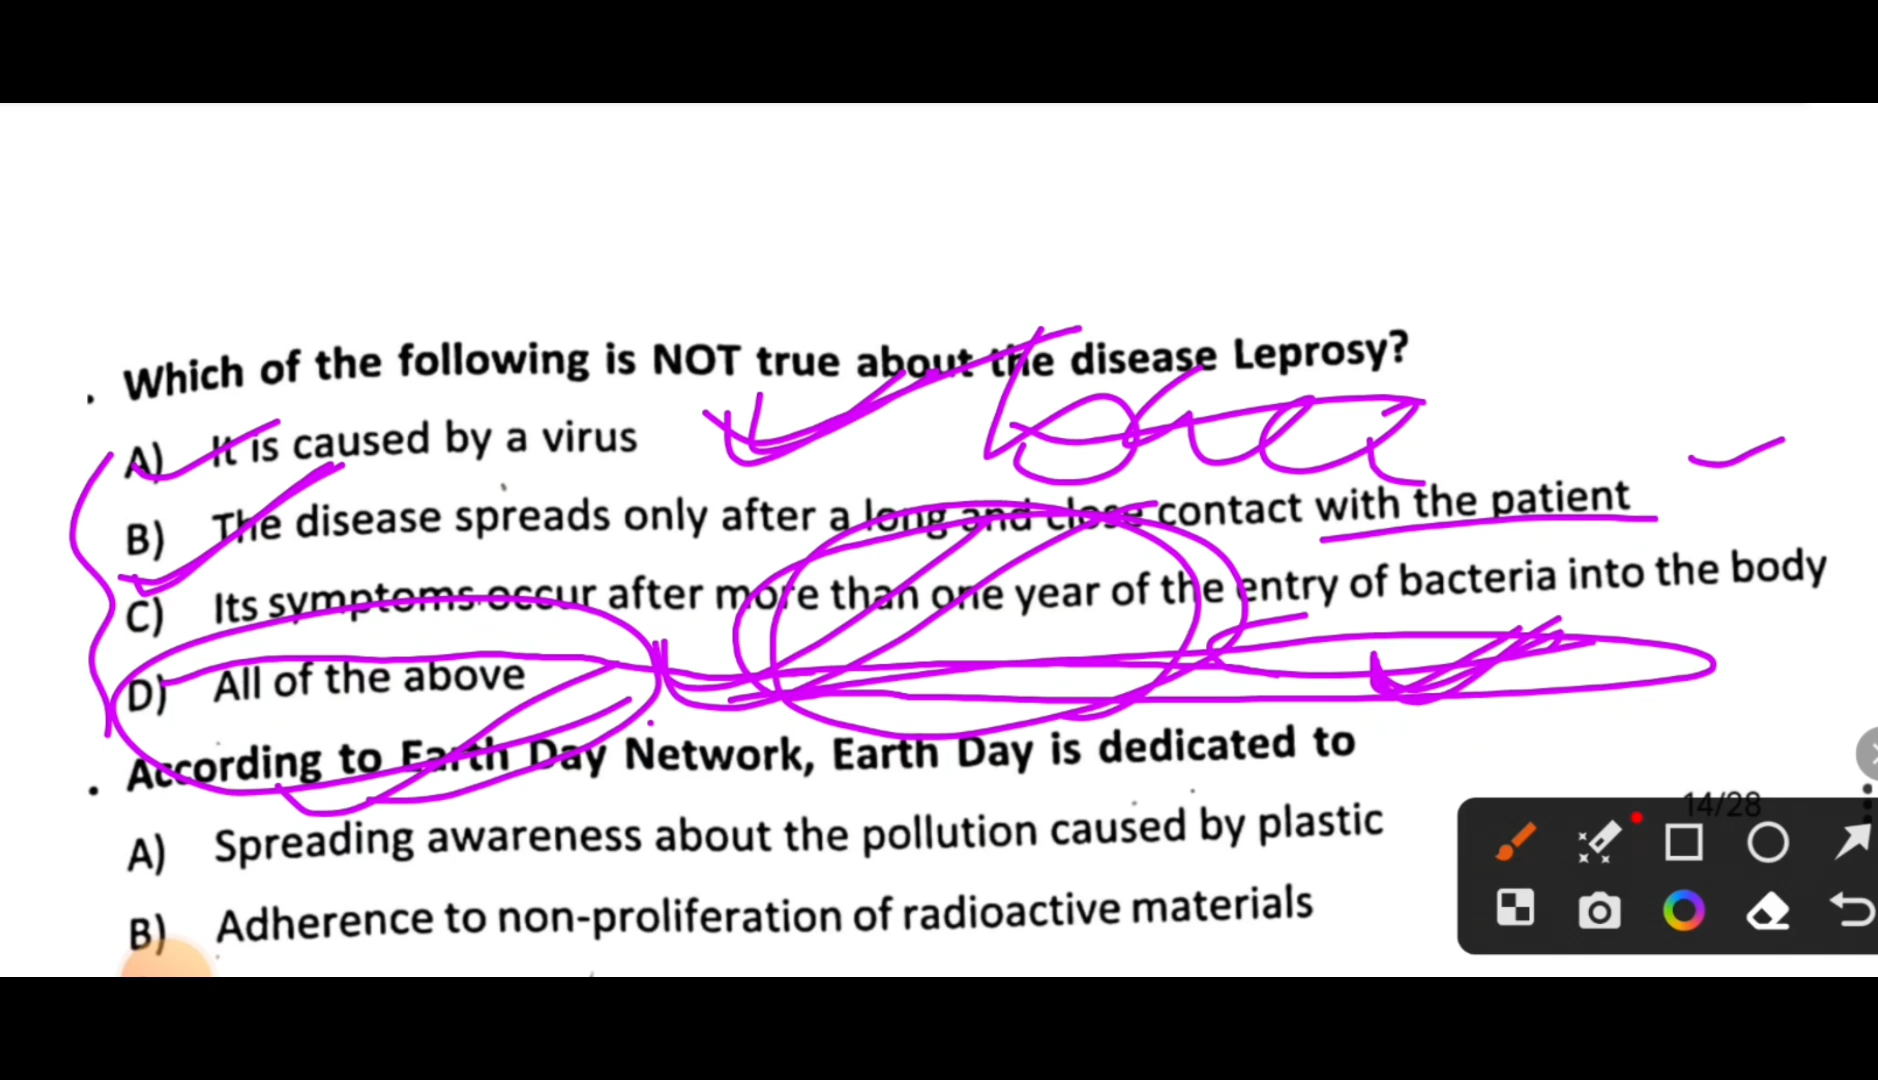 . Which of the following is NOT true about the disease Leprosy?
A) It is caused by a virus
B) The disease spreads only after a long and close contact with the patient
C) Its symptoms occur after more than one year of the entry of bacteria into the body
D) All of the above
. According to Earth Day Network, Earth Day is dedicated to
A) Spreading awareness about the pollution caused by plastic
14/28
B) Adherence to non-proliferation of radioactive materials